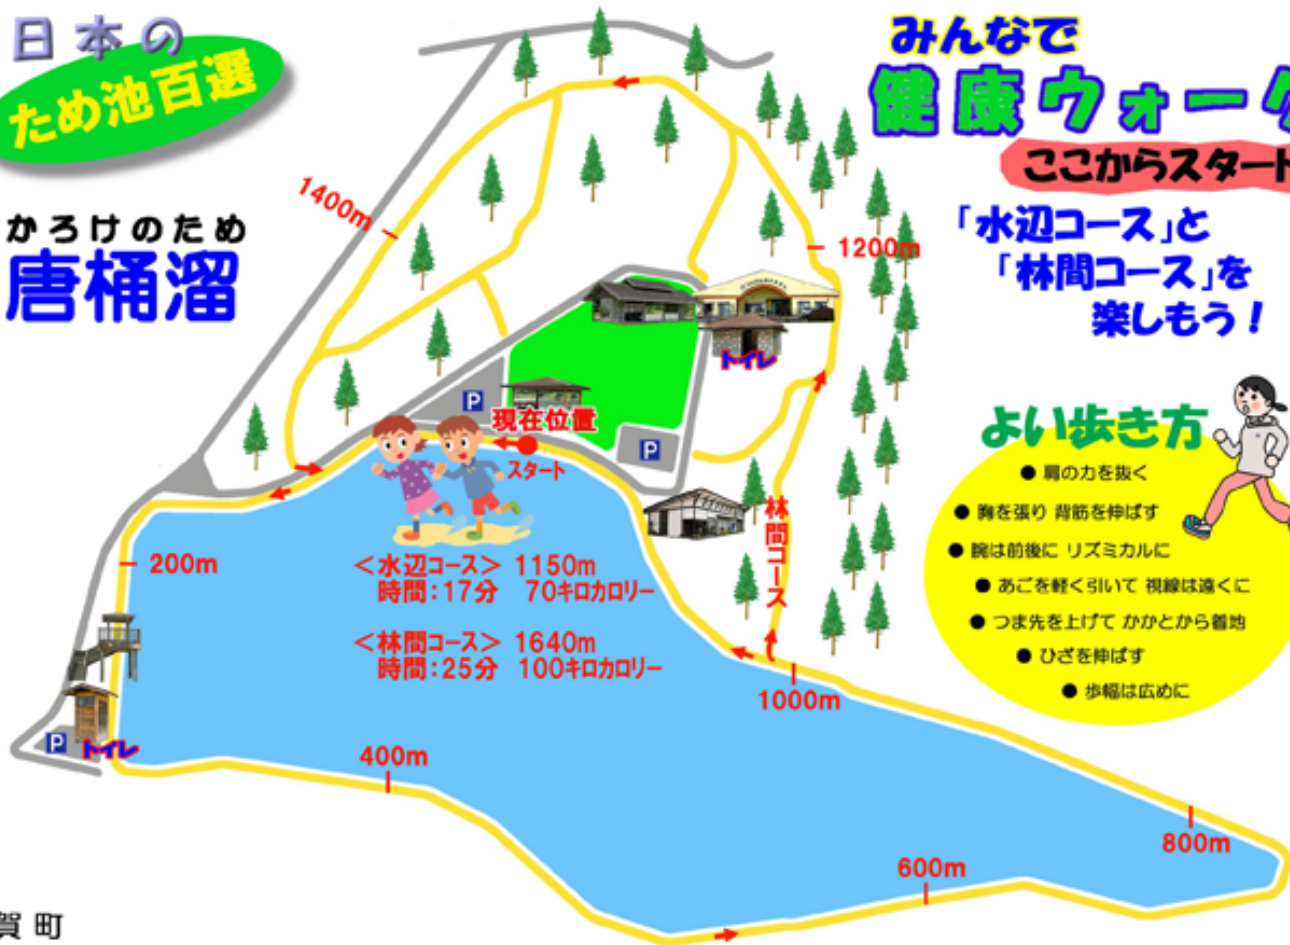 日本の
ため池百選
かろけのため
唐桶溜
みんなで
健康ウォーク
ここからスタート
「水辺コース」と
「林間コース」を
楽しもう！
よい歩き方
● 肩の力を抜く
● 胸を張り 背筋を伸ばす
● 腕は前後に リズミカルに
● あごを軽く引いて 視線は遠くに
● つま先を上げて かかとから着地
● ひざを伸ばす
● 歩幅は広めに
1400m
1200m
トイレ
P
現在位置
スタート
P
林間コース
200m
＜水辺コース＞ 1150m
時間：17分 70キロカロリー
＜林間コース＞ 1640m
時間：25分 100キロカロリー
1000m
P
トイレ
400m
800m
600m
賀町